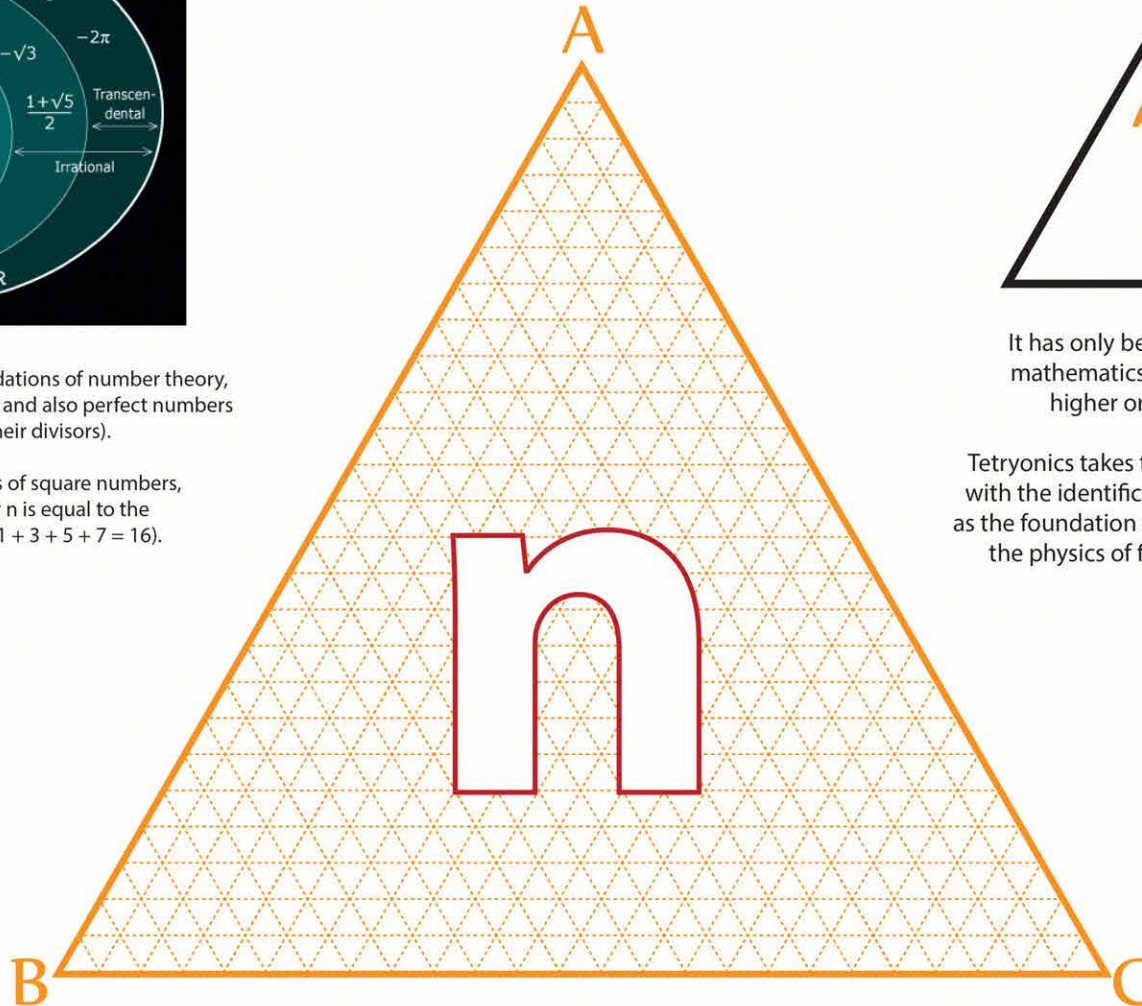 −2π
−√3
1+√5
2
Transcen-
dental
Irrational
R
A
dations of number theory,
and also perfect numbers
heir divisors).
s of square numbers,
n is equal to the
1 + 3 + 5 + 7 = 16).
n
It has only be
mathematics
higher or
Tetryonics takes t
with the identific
as the foundation
the physics of f
B
C